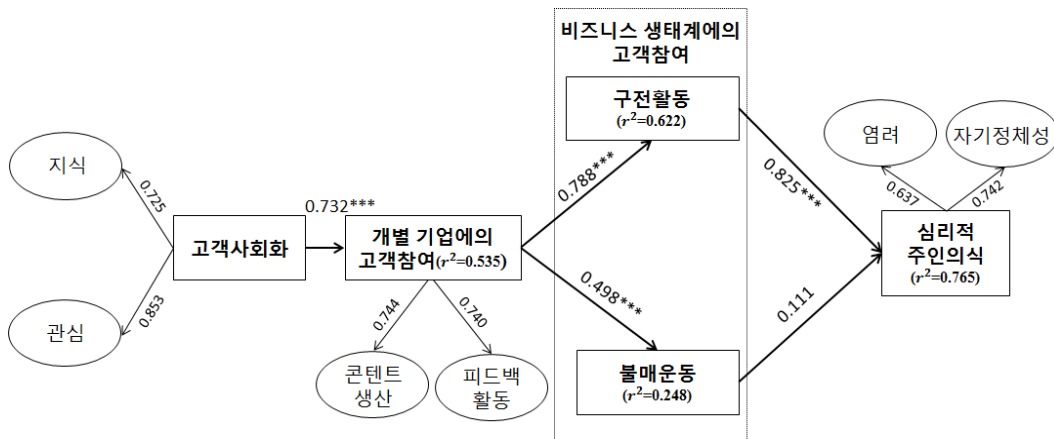 비즈니스 생태계에의
고객참여
구전활동
(r²=0.622)
염려
자기정체성
지식
0.725
0.788***
0.825***
0.637
0.742
0.732***
고객사회화
개별 기업에의
고객참여(r²=0.535)
심리적
주인의식
(r²=0.765)
0.853
관심
0.744
0.740
0.498***
0.111
콘텐트
생산
피드백
활동
불매운동
(r²=0.248)